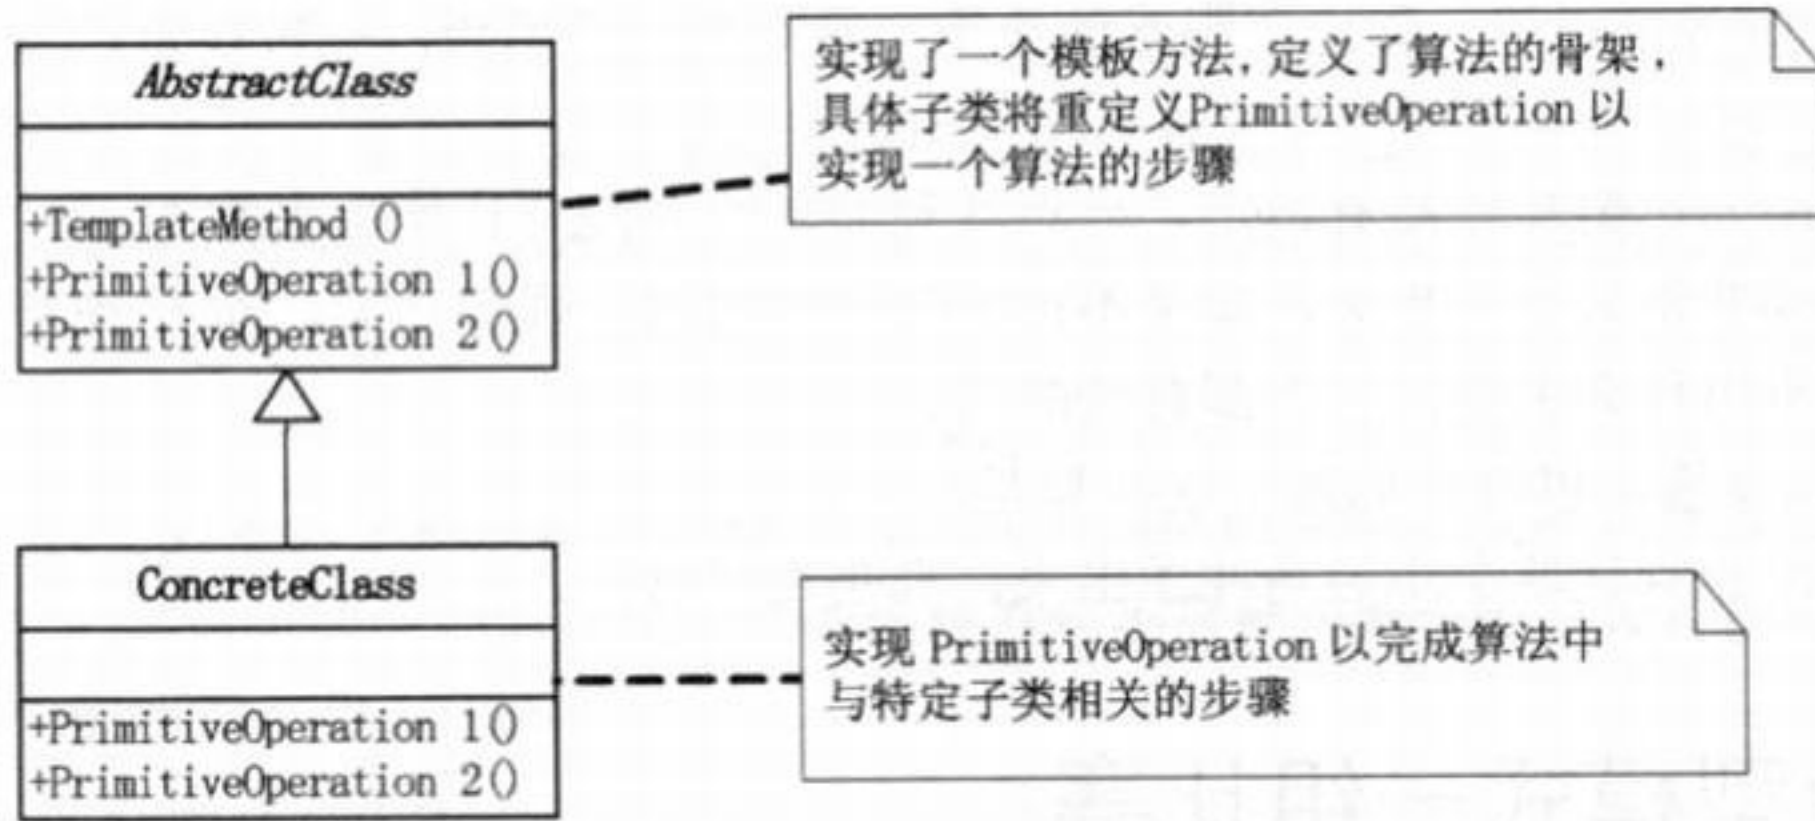 AbstractClass
+TemplateMethod ()
+PrimitiveOperation 1()
+PrimitiveOperation 2()
实现了一个模板方法,定义了算法的骨架,
具体子类将重定义PrimitiveOperation 以
实现一个算法的步骤
ConcreteClass
+PrimitiveOperation 1()
+PrimitiveOperation 2()
实现 PrimitiveOperation 以完成算法中
与特定子类相关的步骤